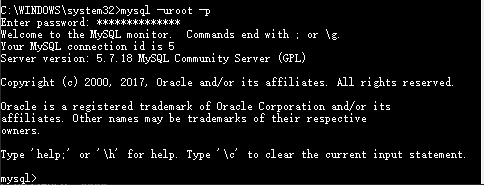 C:\WINDOWS\system32>mysql -uroot -p
Enter password: **************
Welcome to the MySQL monitor.  Commands end with ; or \g.
Your MySQL connection id is 5
Server version: 5.7.18 MySQL Community Server (GPL)
Copyright (c) 2000, 2017, Oracle and/or its affiliates. All rights reserved.
Oracle is a registered trademark of Oracle Corporation and/or its
affiliates. Other names may be trademarks of their respective
owners.
Type 'help;' or '\h' for help. Type '\c' to clear the current input statement.
mysql>